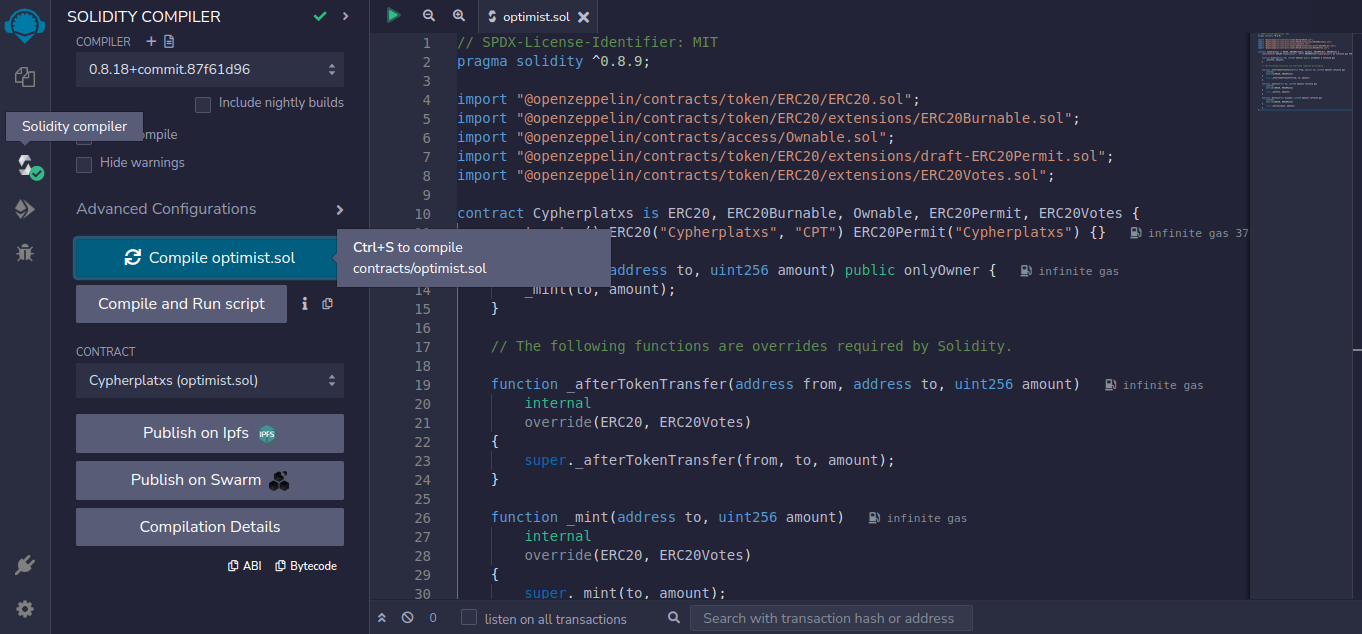 SOLIDITY COMPILER
COMPILER
0.8.18+commit.87f61d96
Include nightly builds
Solidity compiler
ompile
Hide warnings
Advanced Configurations
Compile optimist.sol
Ctrl+S to compile
contracts/optimist.sol
Compile and Run script
CONTRACT
Cypherplatxs (optimist.sol)
Publish on Ipfs
IPFS
Publish on Swarm
Compilation Details
ABI
Bytecode
optimist.sol
1 // SPDX-License-Identifier: MIT
2 pragma solidity ^0.8.9;
3
4 import "@openzeppelin/contracts/token/ERC20/ERC20.sol";
5 import "@openzeppelin/contracts/token/ERC20/extensions/ERC20Burnable.sol";
6 import "@openzeppelin/contracts/access/Ownable.sol";
7 import "@openzeppelin/contracts/token/ERC20/extensions/draft-ERC20Permit.sol";
8 import "@openzeppelin/contracts/token/ERC20/extensions/ERC20Votes.sol";
9
10 contract Cypherplatxs is ERC20, ERC20Burnable, Ownable, ERC20Permit, ERC20Votes {
ERC20("Cypherplatxs", "CPT") ERC20Permit("Cypherplatxs") {} infinite gas 37
address to, uint256 amount) public onlyOwner { infinite gas
14 _mint(to, amount);
15 }
16
17 // The following functions are overrides required by Solidity.
18
19 function _afterTokenTransfer(address from, address to, uint256 amount) infinite gas
20 internal
21 override(ERC20, ERC20Votes)
22 {
23 super._afterTokenTransfer(from, to, amount);
24 }
25
26 function _mint(address to, uint256 amount) infinite gas
27 internal
28 override(ERC20, ERC20Votes)
29 {
30 super._mint(to, amount);
0
listen on all transactions
Search with transaction hash or address